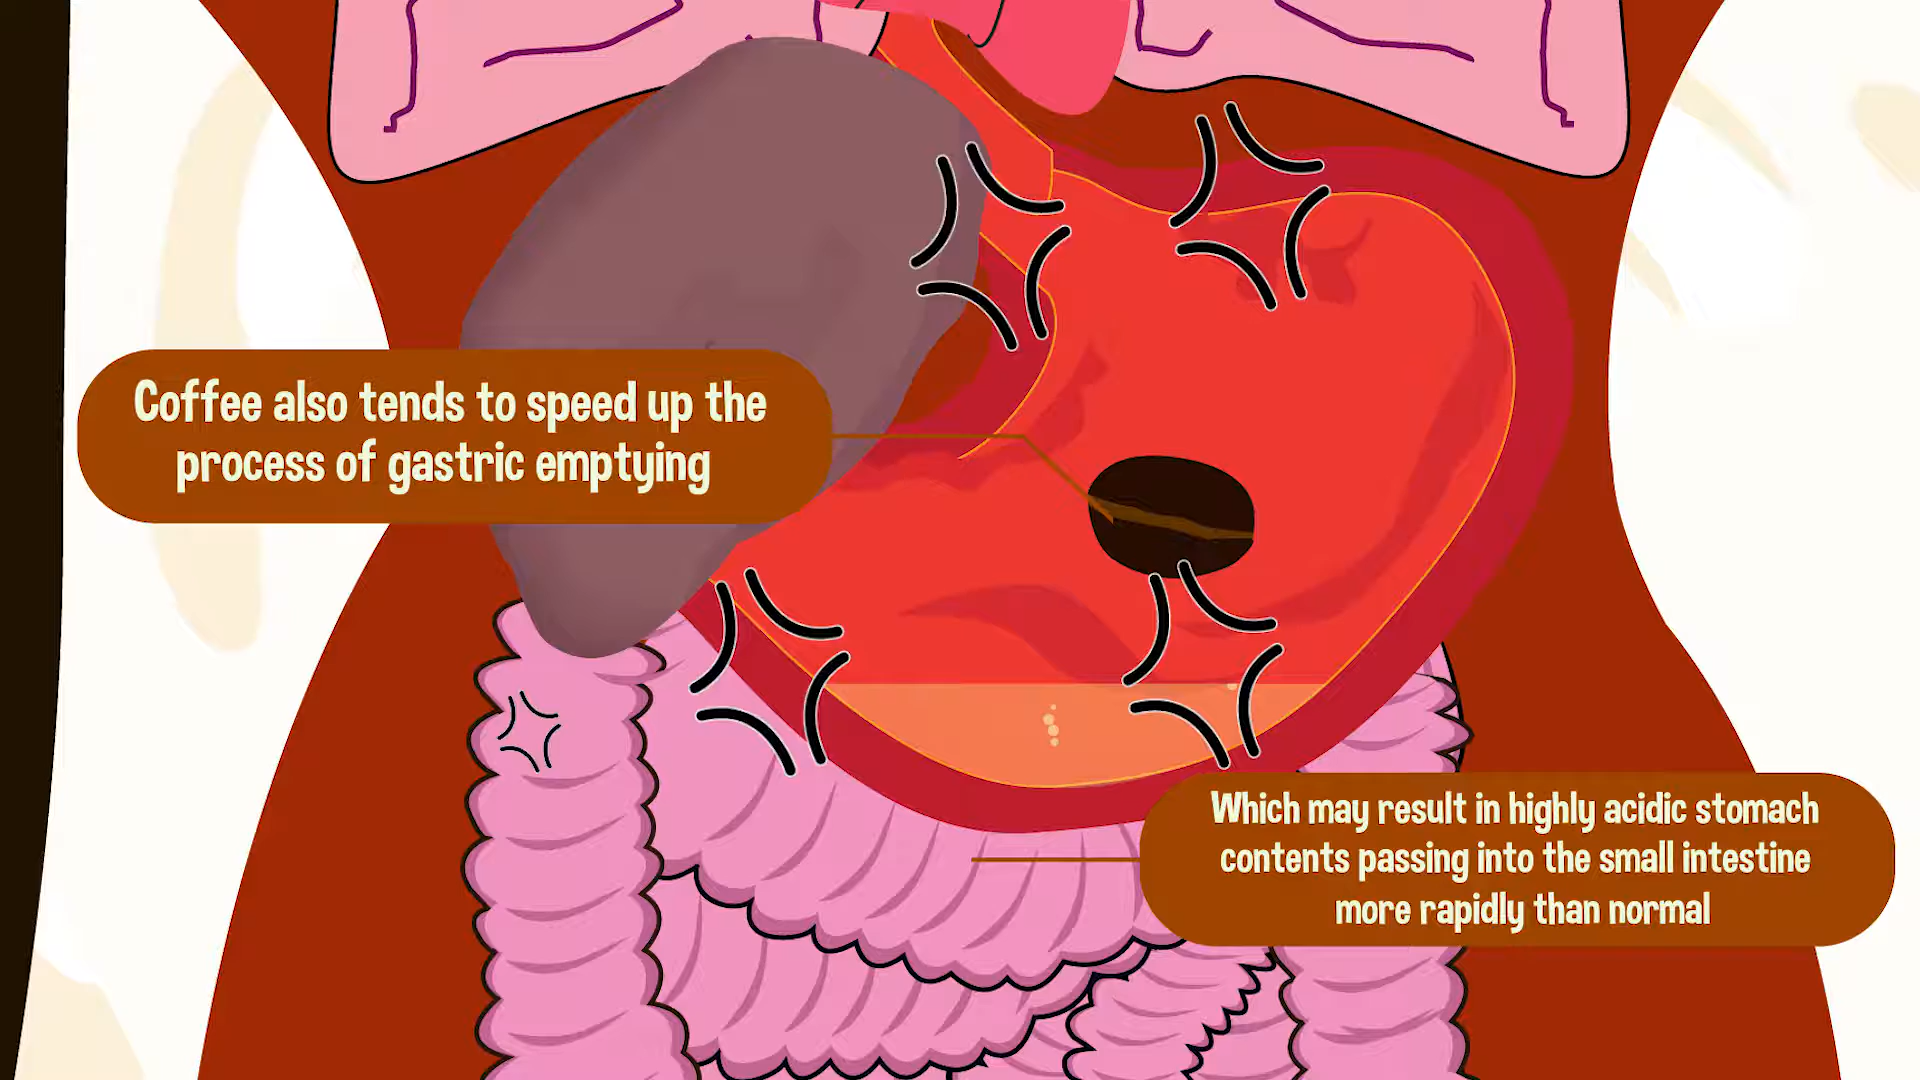 Coffee also tends to speed up the
process of gastric emptying
Which may result in highly acidic stomach
contents passing into the small intestine
more rapidly than normal